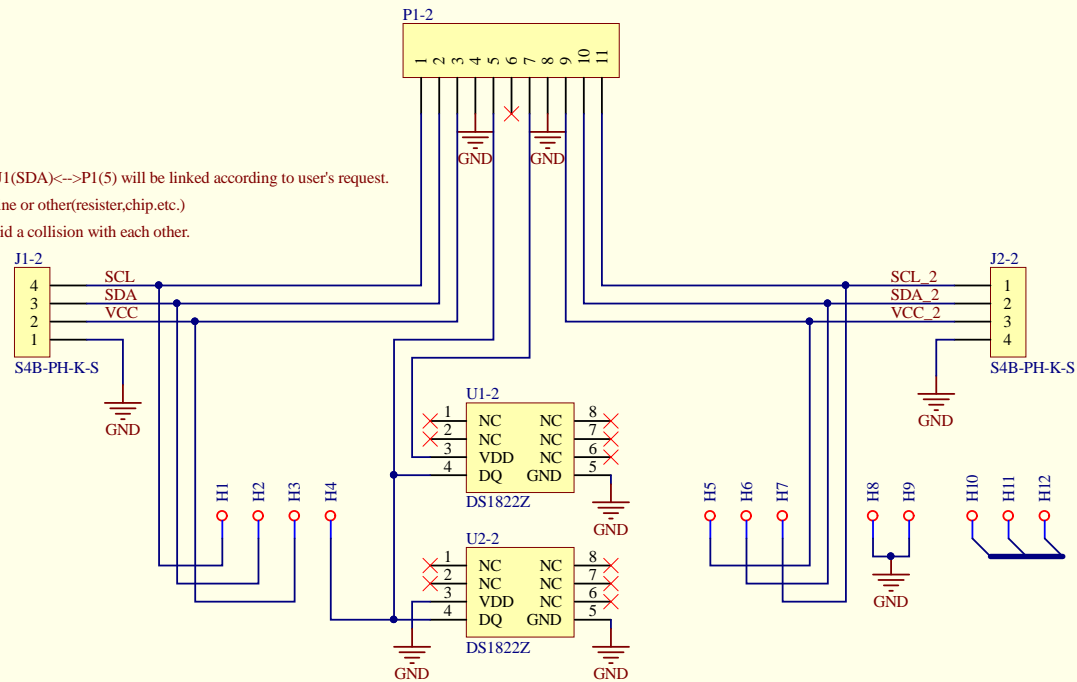 P1-2
1 2 3 4 5 6 7 8 9 10 11
GND GND
J1(SDA)<-->P1(5) will be linked according to user's request.
or other(resister,chip.etc.)
a collision with each other.
J1-2
4 SCL
3 SDA
2 VCC
1
S4B-PH-K-S
GND
J2-2
SCL_2 1
SDA_2 2
VCC_2 3
4
S4B-PH-K-S
GND
U1-2
1 NC NC 8
2 NC NC 7
3 VDD NC 6
4 DQ GND 5
DS1822Z
GND
H1 H2 H3 H4
H5 H6 H7 H8 H9 H10 H11 H12
GND
U2-2
1 NC NC 8
2 NC NC 7
3 VDD NC 6
4 DQ GND 5
DS1822Z
GND GND